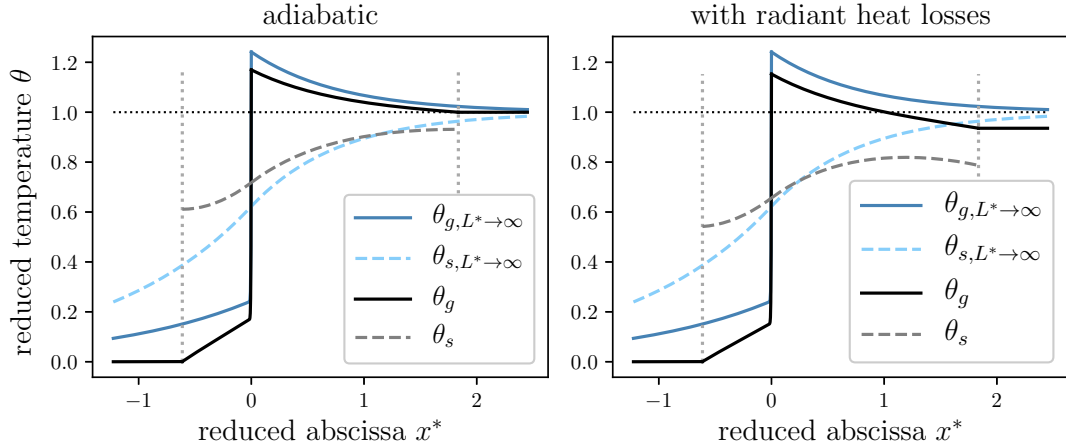 adiabatic
with radiant heat losses
reduced temperature θ
1.2
1.0
0.8
0.6
0.4
0.2
0.0
θ_{g,L*→∞}
θ_{s,L*→∞}
θ_g
θ_s
−1
0
1
2
reduced abscissa x*
1.2
1.0
0.8
0.6
0.4
0.2
0.0
θ_{g,L*→∞}
θ_{s,L*→∞}
θ_g
θ_s
−1
0
1
2
reduced abscissa x*